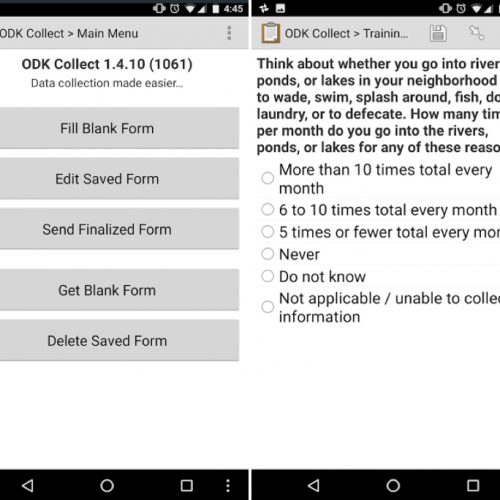 4:45
ODK Collect > Main Menu
ODK Collect 1.4.10 (1061)
Data collection made easier...
Fill Blank Form
Edit Saved Form
Send Finalized Form
Get Blank Form
Delete Saved Form
4
ODK Collect > Trainin...
Think about whether you go into river
ponds, or lakes in your neighborhood
to wade, swim, splash around, fish, do
laundry, or to defecate. How many tim
per month do you go into the rivers,
ponds, or lakes for any of these reaso
More than 10 times total every
month
6 to 10 times total every month
5 times or fewer total every mon
Never
Do not know
Not applicable / unable to collec
information